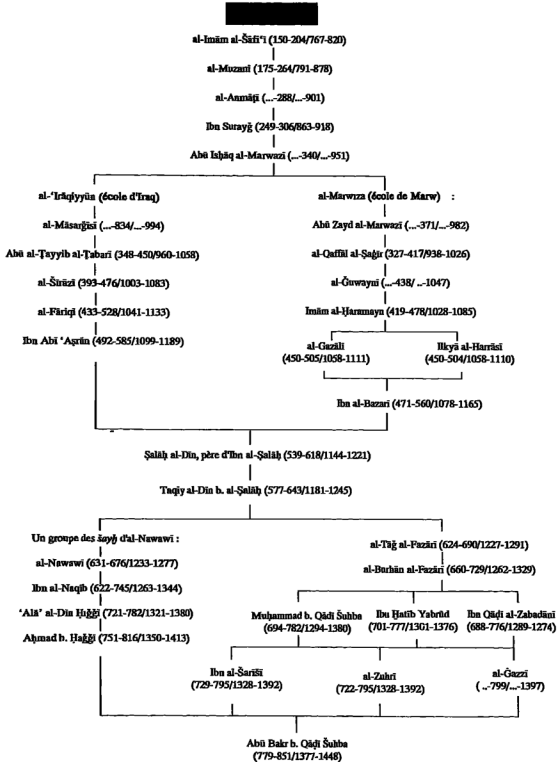 al-Imām al-Šāfi‘ī (150-204/767-820)
al-Muzanī (175-264/791-878)
al-Anmāṭī (...-288/...-901)
Ibn Surayǧ (249-306/863-918)
Abū Isḥāq al-Marwazī (...-340/...-951)
al-‘Irāqiyyūn (école d'Iraq)
al-Māsarǧisī (...-834/...-994)
Abū al-Ṭayyib al-Ṭabarī (348-450/960-1058)
al-Šīrāzī (393-476/1003-1083)
al-Fāriqī (433-528/1041-1133)
Ibn Abī ‘Aṣrūn (492-585/1099-1189)
al-Marwıza (école de Marw) :
Abū Zayd al-Marwazī (...-371/...-982)
al-Qaffāl al-Ṣaġīr (327-417/938-1026)
al-Ǧuwaynī (...-438/ ..-1047)
Imām al-Ḥaramayn (419-478/1028-1085)
al-Ġazālī
(450-505/1058-1111)
Ilkyā al-Harrāsī
(450-504/1058-1110)
Ibn al-Bazarī (471-560/1078-1165)
Ṣalāḥ al-Dīn, père d'Ibn al-Ṣalāḥ (539-618/1144-1221)
Taqiy al-Dīn b. al-Ṣalāḥ (577-643/1181-1245)
Un groupe des šayḫ d'al-Nawawī :
al-Nawawī (631-676/1233-1277)
Ibn al-Naqīb (622-745/1263-1344)
‘Alā’ al-Dīn Ḥiǧǧī (721-782/1321-1380)
Aḥmad b. Ḥaǧǧī (751-816/1350-1413)
al-Tāǧ al-Fazārī (624-690/1227-1291)
al-Burhān al-Fazārī (660-729/1262-1329)
Muḥammad b. Qāḍī Šuhba
(694-782/1294-1380)
Ibn Ḫaṭīb Yabrūd
(701-777/1301-1376)
Ibn Qāḍī al-Zabadānī
(688-776/1289-1274)
Ibn al-Šarīšī
(729-795/1328-1392)
al-Zuhrī
(722-795/1328-1392)
al-Ġazzī
( ..-799/...-1397)
Abū Bakr b. Qāḍī Šuhba
(779-851/1377-1448)